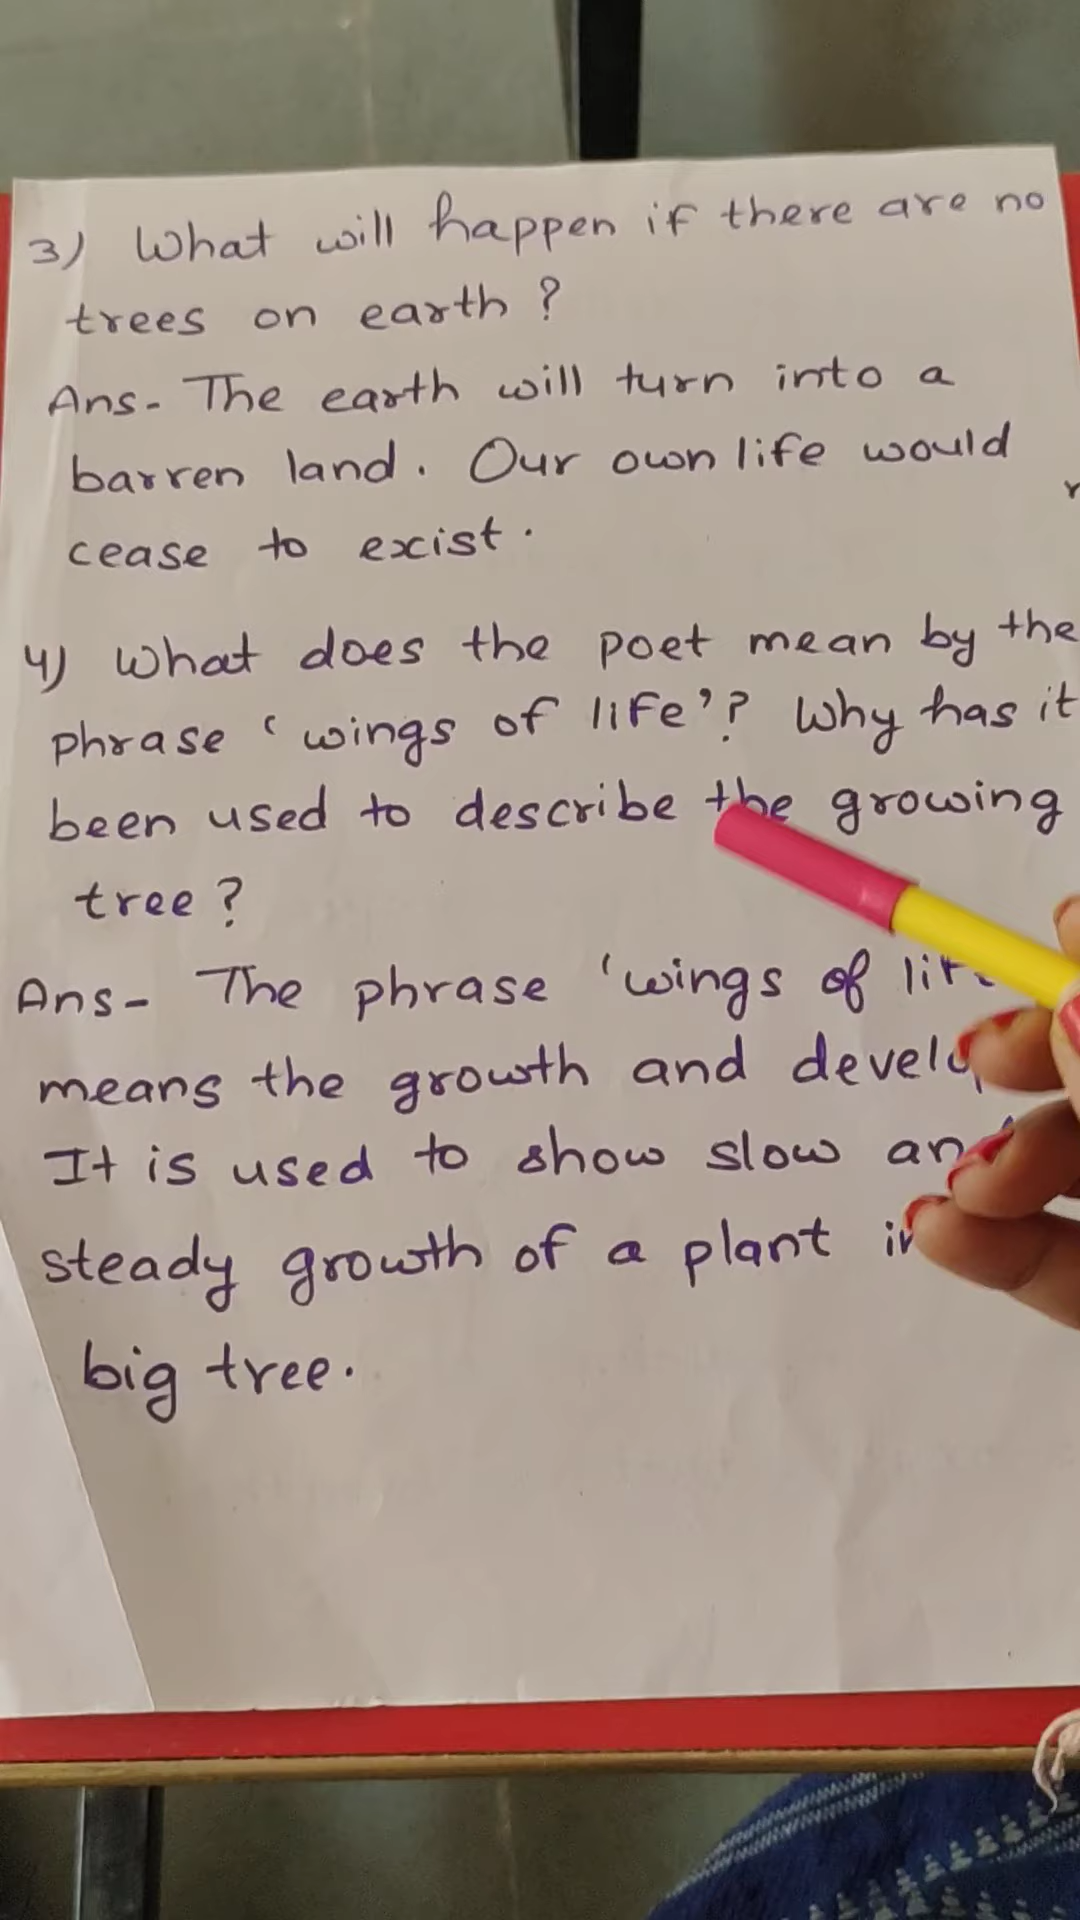 3) What will happen if there are no
trees on earth ?
Ans- The earth will turn into a
barren land. Our own life would
cease to exist.
4) What does the poet mean by the
phrase ‘wings of life’? Why has it
been used to describe the growing
tree?
Ans- The phrase ‘wings of
means the growth and
It is used to show slow
steady growth of a plant
big tree.